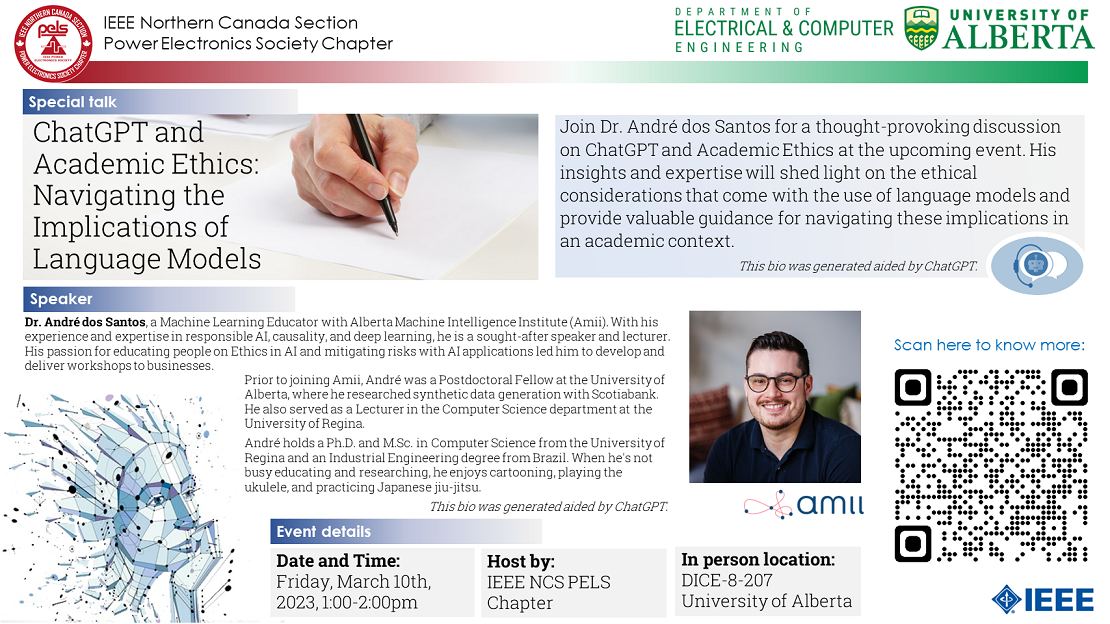 IEEE NORTHERN CANADA SECTION
pels
IEEE POWER ELECTRONICS SOCIETY
POWER ELECTRONICS SOCIETY CHAPTER
IEEE Northern Canada Section
Power Electronics Society Chapter
DEPARTMENT OF
ELECTRICAL & COMPUTER
ENGINEERING
UNIVERSITY OF
ALBERTA
Special talk
ChatGPT and
Academic Ethics:
Navigating the
Implications of
Language Models
Join Dr. André dos Santos for a thought-provoking discussion
on ChatGPT and Academic Ethics at the upcoming event. His
insights and expertise will shed light on the ethical
considerations that come with the use of language models and
provide valuable guidance for navigating these implications in
an academic context.
This bio was generated aided by ChatGPT.
Speaker
Dr. André dos Santos, a Machine Learning Educator with Alberta Machine Intelligence Institute (Amii). With his
experience and expertise in responsible AI, causality, and deep learning, he is a sought-after speaker and lecturer.
His passion for educating people on Ethics in AI and mitigating risks with AI applications led him to develop and
deliver workshops to businesses.
Prior to joining Amii, André was a Postdoctoral Fellow at the University of
Alberta, where he researched synthetic data generation with Scotiabank.
He also served as a Lecturer in the Computer Science department at the
University of Regina.
André holds a Ph.D. and M.Sc. in Computer Science from the University of
Regina and an Industrial Engineering degree from Brazil. When he's not
busy educating and researching, he enjoys cartooning, playing the
ukulele, and practicing Japanese jiu-jitsu.
This bio was generated aided by ChatGPT.
amii
Scan here to know more:
Event details
Date and Time:
Friday, March 10th,
2023, 1:00-2:00pm
Host by:
IEEE NCS PELS
Chapter
In person location:
DICE-8-207
University of Alberta
IEEE